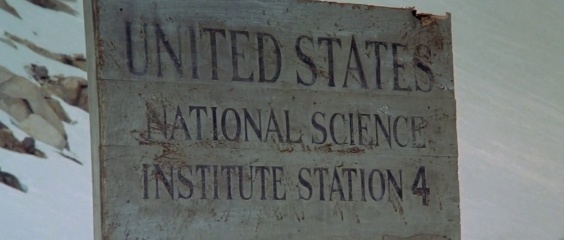 UNITED STATES
NATIONAL SCIENCE
INSTITUTE STATION 4